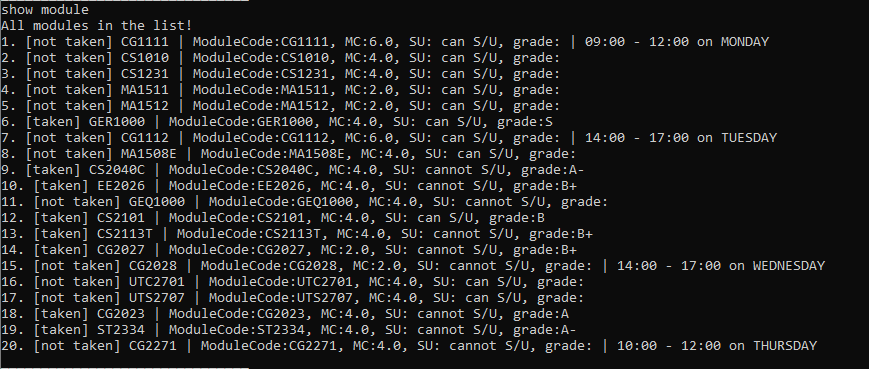 show module
All modules in the list!
1. [not taken] CG1111 | ModuleCode:CG1111, MC:6.0, SU: can S/U, grade: | 09:00 - 12:00 on MONDAY
2. [not taken] CS1010 | ModuleCode:CS1010, MC:4.0, SU: can S/U, grade:
3. [not taken] CS1231 | ModuleCode:CS1231, MC:4.0, SU: can S/U, grade:
4. [not taken] MA1511 | ModuleCode:MA1511, MC:2.0, SU: can S/U, grade:
5. [not taken] MA1512 | ModuleCode:MA1512, MC:2.0, SU: can S/U, grade:
6. [taken] GER1000 | ModuleCode:GER1000, MC:4.0, SU: can S/U, grade:S
7. [not taken] CG1112 | ModuleCode:CG1112, MC:6.0, SU: can S/U, grade: | 14:00 - 17:00 on TUESDAY
8. [not taken] MA1508E | ModuleCode:MA1508E, MC:4.0, SU: can S/U, grade:
9. [taken] CS2040C | ModuleCode:CS2040C, MC:4.0, SU: cannot S/U, grade:A-
10. [taken] EE2026 | ModuleCode:EE2026, MC:4.0, SU: cannot S/U, grade:B+
11. [not taken] GEQ1000 | ModuleCode:GEQ1000, MC:4.0, SU: cannot S/U, grade:
12. [taken] CS2101 | ModuleCode:CS2101, MC:4.0, SU: can S/U, grade:B
13. [taken] CS2113T | ModuleCode:CS2113T, MC:4.0, SU: cannot S/U, grade:B+
14. [taken] CG2027 | ModuleCode:CG2027, MC:2.0, SU: cannot S/U, grade:B+
15. [not taken] CG2028 | ModuleCode:CG2028, MC:2.0, SU: cannot S/U, grade: | 14:00 - 17:00 on WEDNESDAY
16. [not taken] UTC2701 | ModuleCode:UTC2701, MC:4.0, SU: can S/U, grade:
17. [not taken] UTS2707 | ModuleCode:UTS2707, MC:4.0, SU: can S/U, grade:
18. [taken] CG2023 | ModuleCode:CG2023, MC:4.0, SU: cannot S/U, grade:A
19. [taken] ST2334 | ModuleCode:ST2334, MC:4.0, SU: cannot S/U, grade:A-
20. [not taken] CG2271 | ModuleCode:CG2271, MC:4.0, SU: cannot S/U, grade: | 10:00 - 12:00 on THURSDAY